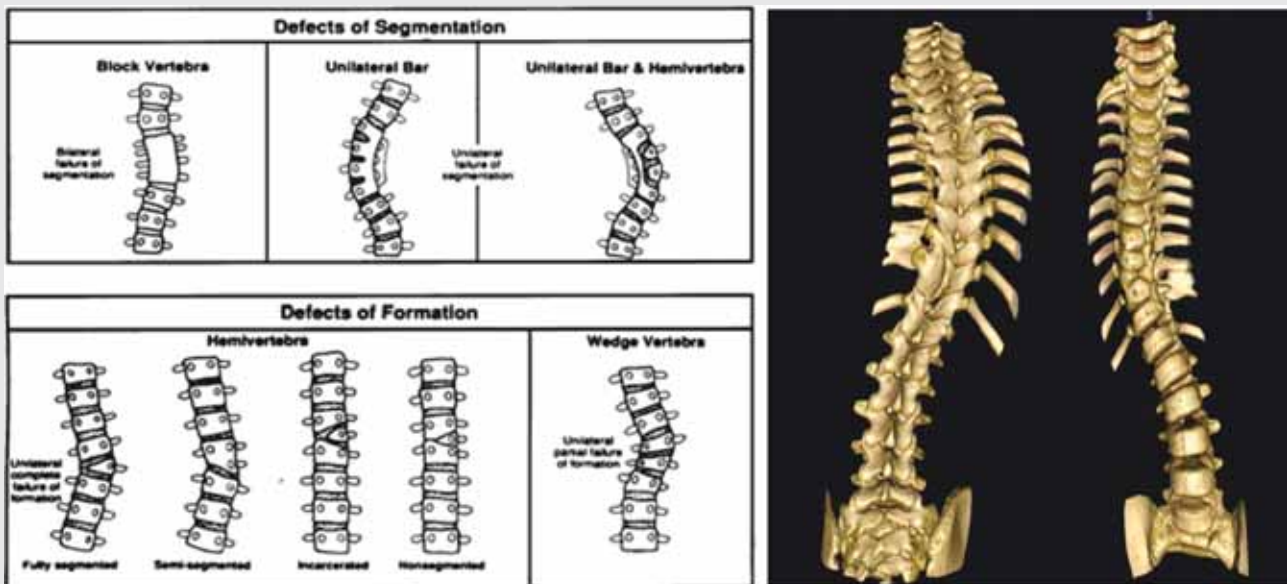 Defects of Segmentation
Block Vertebra
Unilateral Bar
Unilateral Bar & Hemivertebra
Bilateral
failure of
segmentation
Unilateral
failure of
segmentation
Defects of Formation
Hemivertebra
Wedge Vertebra
Unilateral
complete
failure of
formation
Unilateral
partial failure
of formation
Fully segmented
Semi-segmented
Incarcerated
Nonsegmented